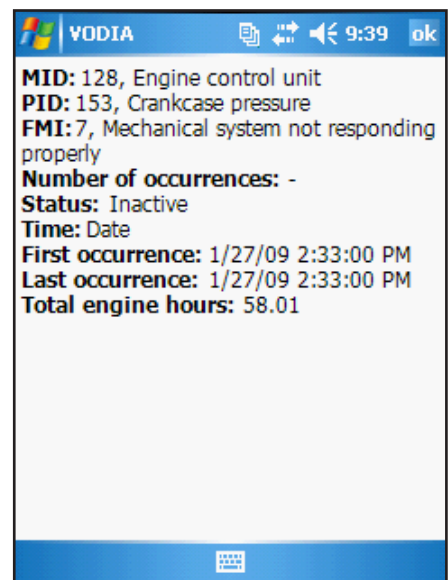 VODIA 9:39 ok
MID: 128, Engine control unit
PID: 153, Crankcase pressure
FMI: 7, Mechanical system not responding
properly
Number of occurrences: -
Status: Inactive
Time: Date
First occurrence: 1/27/09 2:33:00 PM
Last occurrence: 1/27/09 2:33:00 PM
Total engine hours: 58.01